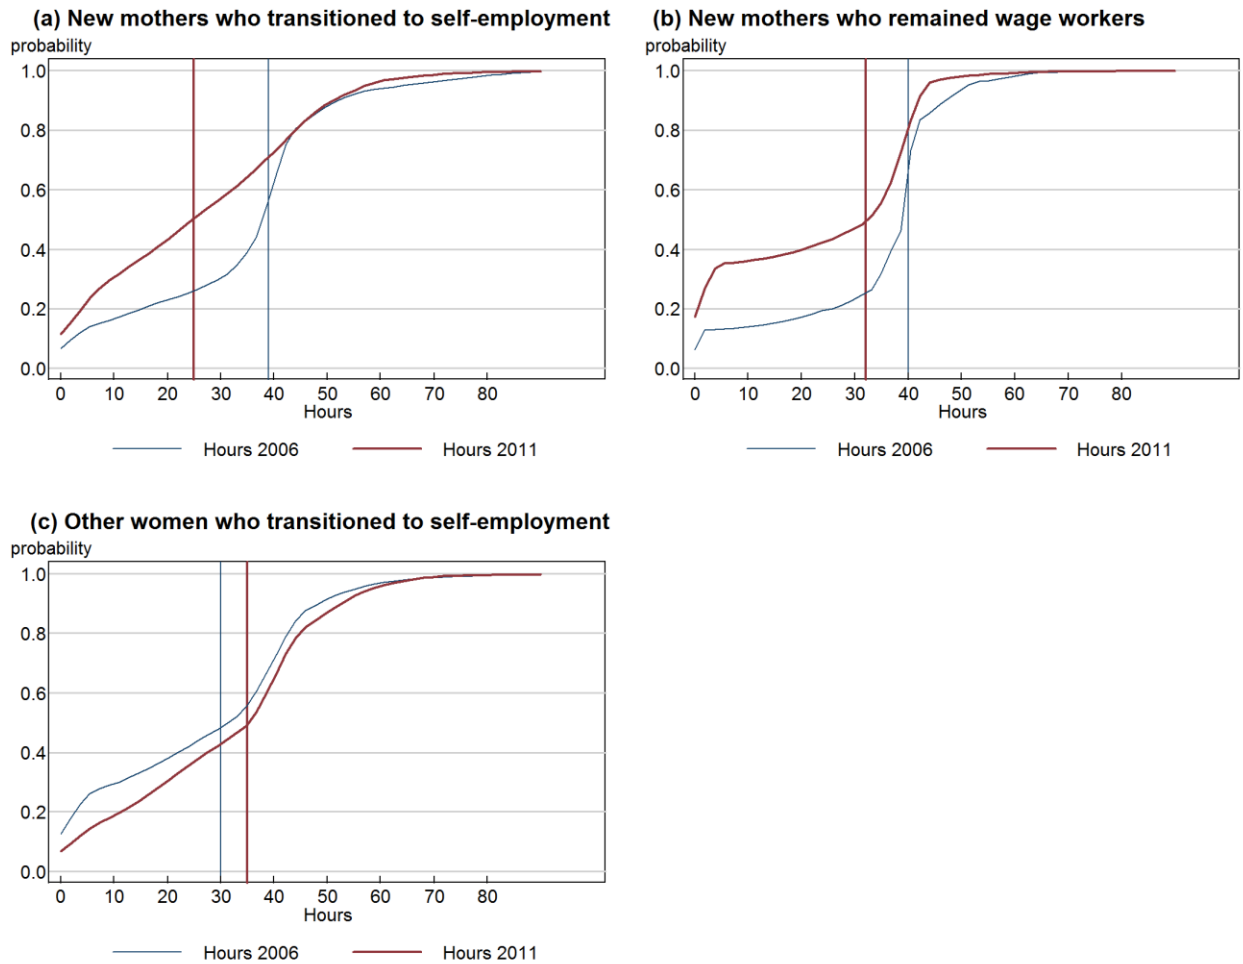 (a) New mothers who transitioned to self-employment
probability
1.0
0.8
0.6
0.4
0.2
0.0
0 10 20 30 40 50 60 70 80
Hours
Hours 2006 Hours 2011
(b) New mothers who remained wage workers
probability
1.0
0.8
0.6
0.4
0.2
0.0
0 10 20 30 40 50 60 70 80
Hours
Hours 2006 Hours 2011
(c) Other women who transitioned to self-employment
probability
1.0
0.8
0.6
0.4
0.2
0.0
0 10 20 30 40 50 60 70 80
Hours
Hours 2006 Hours 2011